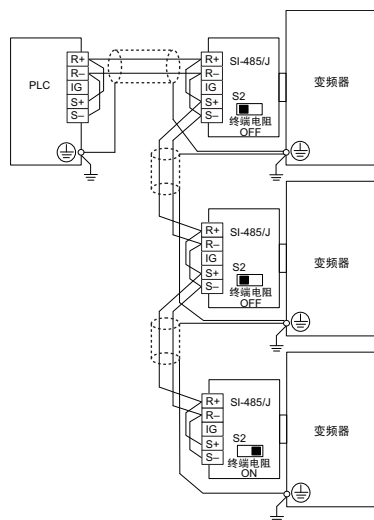 PLC
R+
R–
IG
S+
S–
R+
R–
IG
S+
S–
SI-485/J
S2
终端电阻
OFF
变频器
R+
R–
IG
S+
S–
SI-485/J
S2
终端电阻
OFF
变频器
R+
R–
IG
S+
S–
SI-485/J
S2
终端电阻
ON
变频器